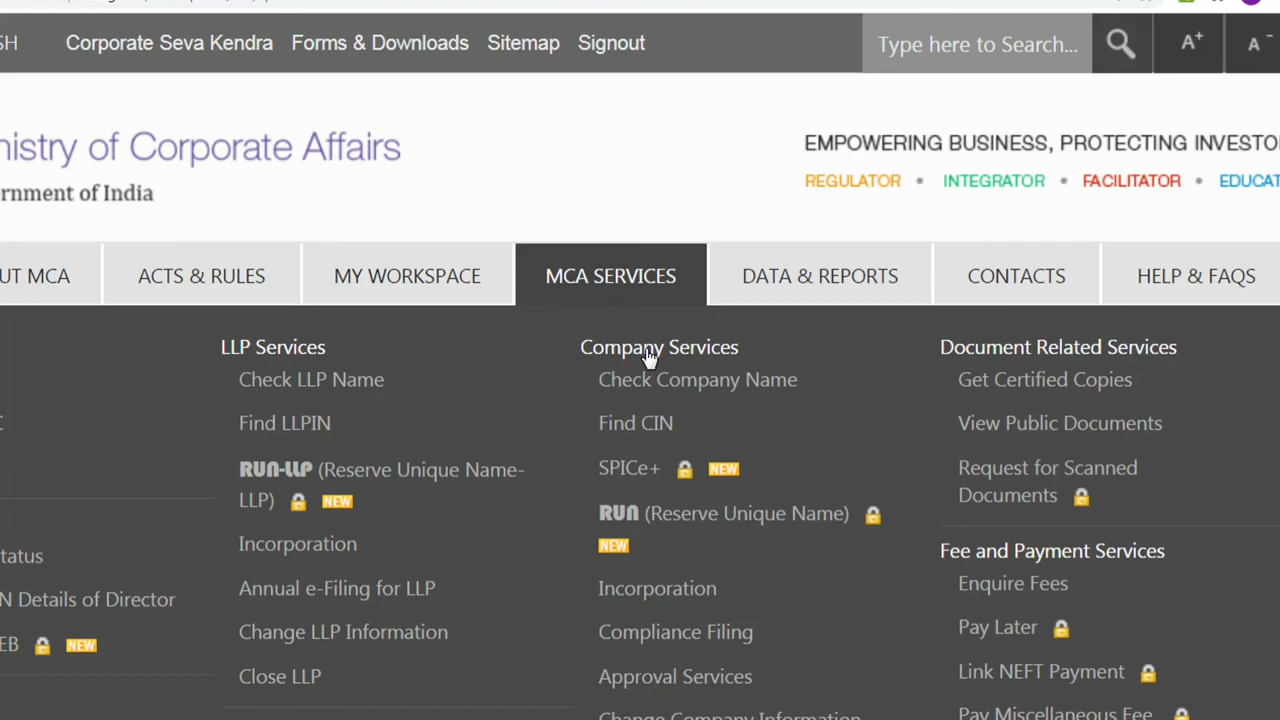 SH Corporate Seva Kendra Forms & Downloads Sitemap Signout Type here to Search... A+ A-
nistry of Corporate Affairs
EMPOWERING BUSINESS, PROTECTING INVESTO
REGULATOR • INTEGRATOR • FACILITATOR • EDUCAT
rnment of India
UT MCA ACTS & RULES MY WORKSPACE MCA SERVICES DATA & REPORTS CONTACTS HELP & FAQS
tatus
N Details of Director
EB NEW
LLP Services
Check LLP Name
Find LLPIN
RUN-LLP (Reserve Unique Name-
LLP) NEW
Incorporation
Annual e-Filing for LLP
Change LLP Information
Close LLP
Company Services
Check Company Name
Find CIN
SPICe+ NEW
RUN (Reserve Unique Name)
NEW
Incorporation
Compliance Filing
Approval Services
Change Company Information
Document Related Services
Get Certified Copies
View Public Documents
Request for Scanned
Documents
Fee and Payment Services
Enquire Fees
Pay Later
Link NEFT Payment
Pay Miscellaneous Fee